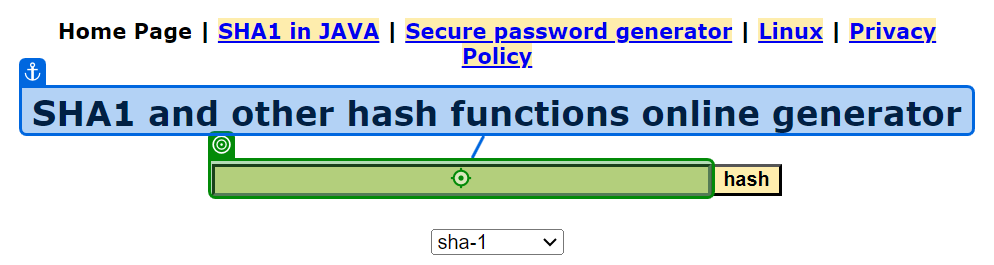 Home Page | SHA1 in JAVA | Secure password generator | Linux | Privacy
Policy
SHA1 and other hash functions online generator
hash
sha-1